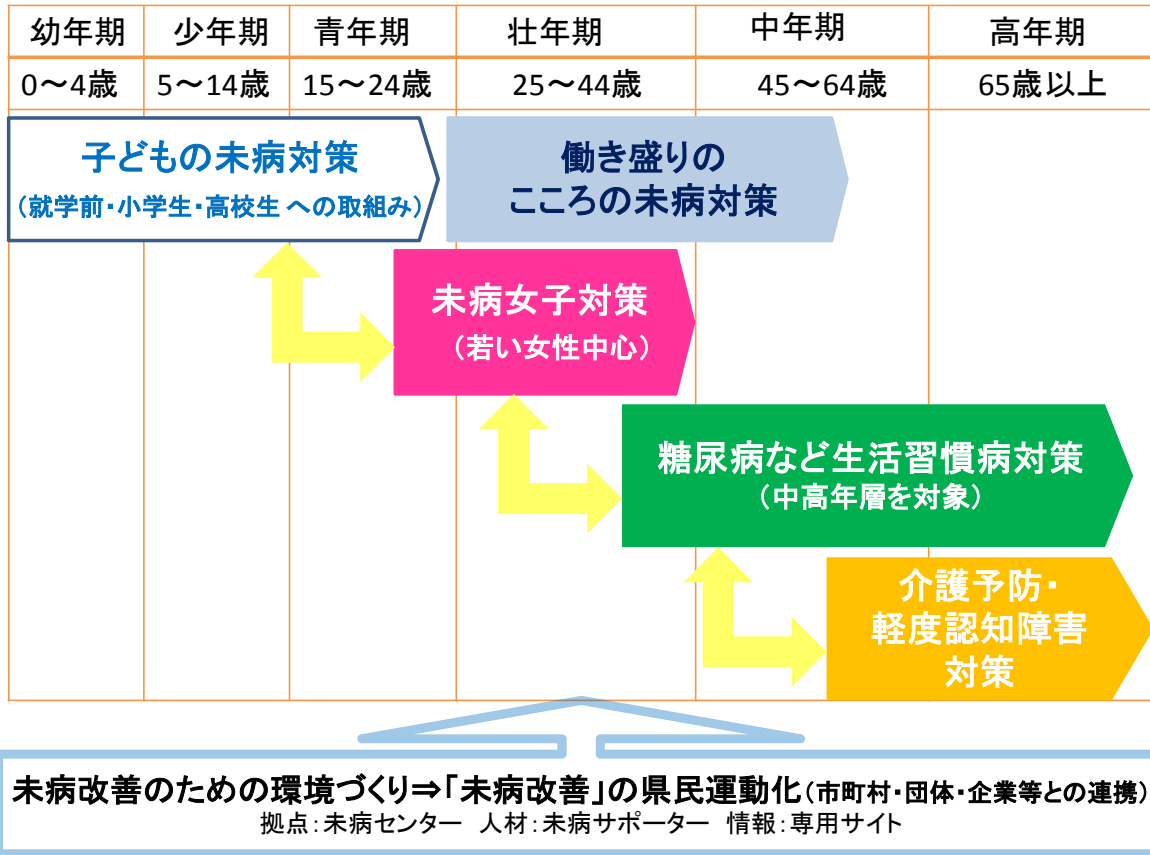 幼年期 少年期 青年期 壮年期 中年期 高年期
0～4歳 5～14歳 15～24歳 25～44歳 45～64歳 65歳以上
子どもの未病対策
（就学前・小学生・高校生 への取組み）
働き盛りの
こころの未病対策
未病女子対策
（若い女性中心）
糖尿病など生活習慣病対策
（中高年層を対象）
介護予防・
軽度認知障害
対策
未病改善のための環境づくり⇒「未病改善」の県民運動化（市町村・団体・企業等との連携）
拠点：未病センター 人材：未病サポーター 情報：専用サイト